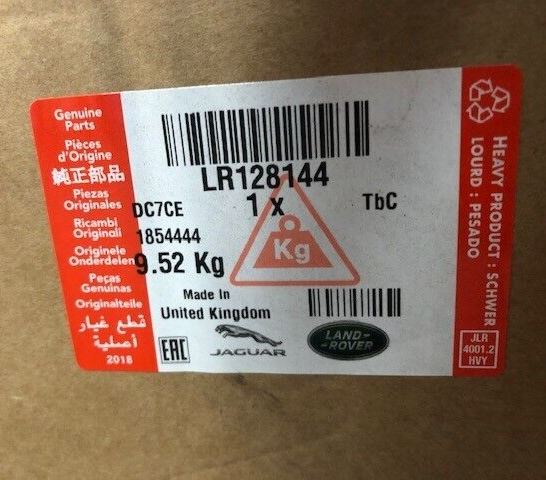 Genuine
Parts
Pièces
d'Origine
純正部品
Piezas
Originales
Ricambi
Originali
Originele
Onderdelen
Peças
Genuínas
Originalteile
قطع غيار
أصلية
2018
LR128144
DC7CE
1 x
TbC
1854444
9.52 Kg
Kg
Made In
United Kingdom
EAC
JAGUAR
LAND-
-ROVER
HEAVY PRODUCT : SCHWER
LOURD : PESADO
JLR
4001.2
HVY